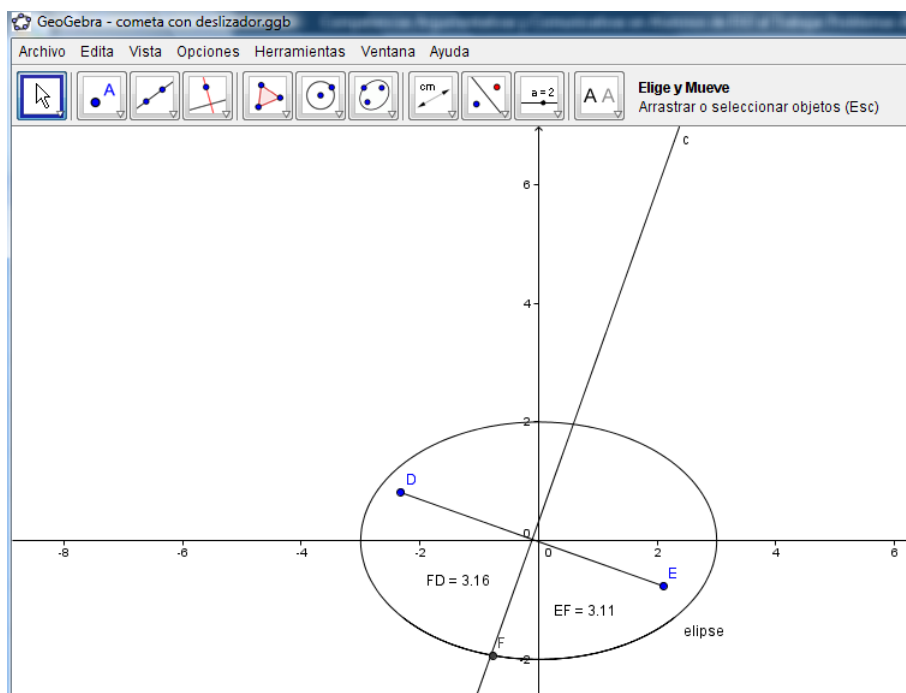 GeoGebra - cometa con deslizador.ggb
Archivo Edita Vista Opciones Herramientas Ventana Ayuda
A
cm
a=2
A A
Elige y Mueve
Arrastrar o seleccionar objetos (Esc)
c
6
4
2
D
0
-8 -6 -4 -2 0 2 4 6
E
FD = 3.16
EF = 3.11
elipse
F
-2